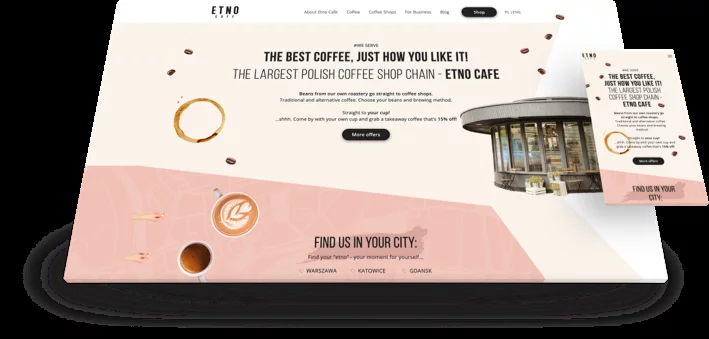 ETNO
CAFE
About Etno Cafe
Coffee
Coffee Shops
For Business
Blog
Shop
#WE SERVE
THE BEST COFFEE, JUST HOW YOU LIKE IT!
THE LARGEST POLISH COFFEE SHOP CHAIN - ETNO CAFE
Beans from our own roastery go straight to coffee shops.
Traditional and alternative coffee. Choose your beans and brewing method.
Straight to your cup!
...shhh. Come by with your own cup and grab a takeaway coffee that's 15% off!
More offers
FIND US IN YOUR CITY:
Find your "etno" - your moment for yourself...
WARSZAWA
KATOWICE
GDAŃSK
ETNO
#WE SERVE
THE BEST COFFEE,
JUST HOW YOU LIKE IT!
THE LARGEST POLISH
COFFEE SHOP CHAIN -
ETNO CAFE
Beans from our own roastery go
straight to coffee shops.
Traditional and alternative coffee.
Choose your beans and brewing
method.
Straight to your cup!
...shhh. Come by with your own cup and
grab a takeaway coffee that's 15% off!
More offers
FIND US IN YOUR
CITY: